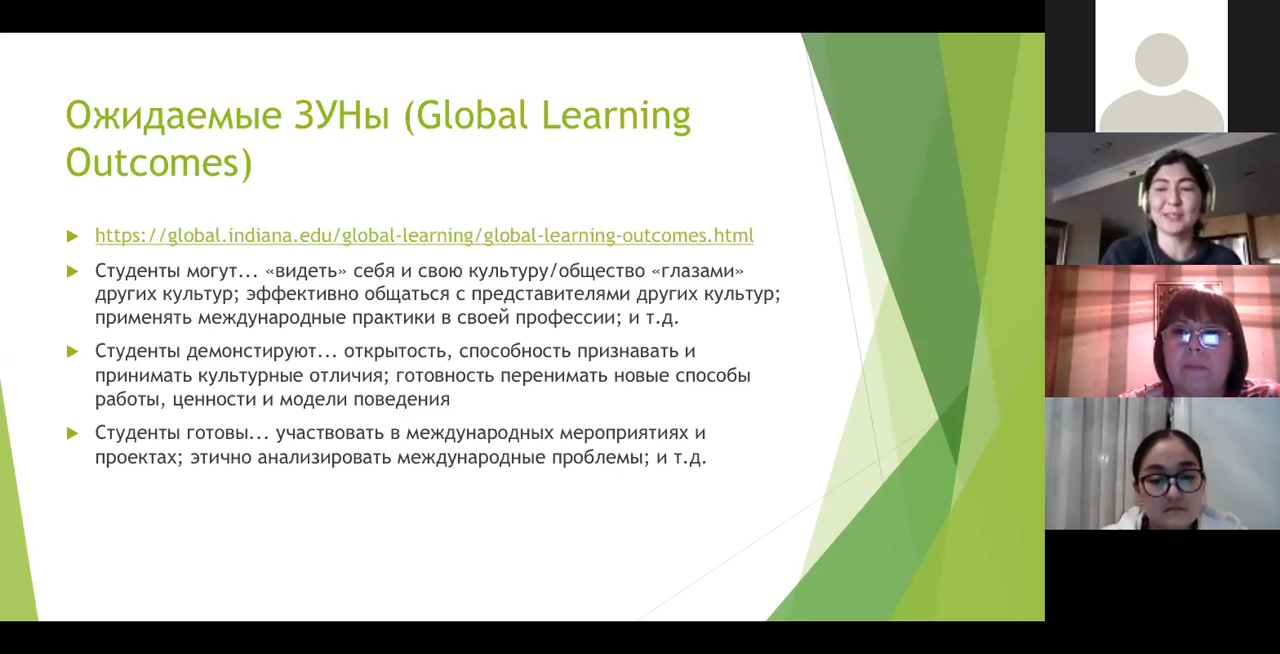 Ожидаемые ЗУНы (Global Learning
Outcomes)
https://global.indiana.edu/global-learning/global-learning-outcomes.html
Студенты могут... «видеть» себя и свою культуру/общество «глазами»
других культур; эффективно общаться с представителями других культур;
применять международные практики в своей профессии; и т.д.
Студенты демонстируют... открытость, способность признавать и
принимать культурные отличия; готовность перенимать новые способы
работы, ценности и модели поведения
Студенты готовы... участвовать в международных мероприятиях и
проектах; этично анализировать международные проблемы; и т.д.